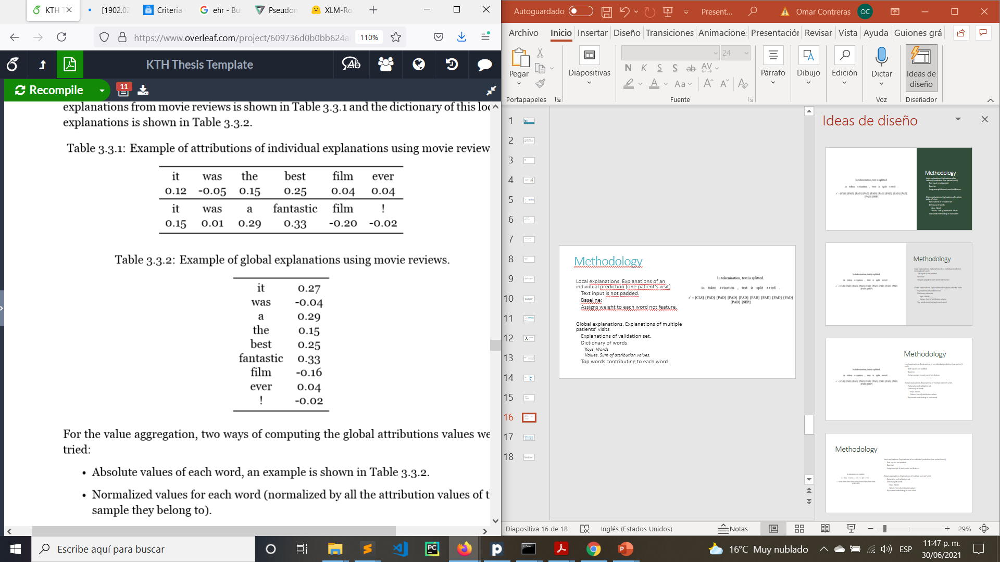 KTH T
[1902.02
Criteria
ehr - Bu
Pseudon
XLM-Ro
https://www.overleaf.com/project/609736d0b0bb624a
110%
KTH Thesis Template
Recompile
11
explanations from movie reviews is shown in Table 3.3.1 and the dictionary of this loc
explanations is shown in Table 3.3.2.
Table 3.3.1: Example of attributions of individual explanations using movie review
it was the best film ever
0.12 -0.05 0.15 0.25 0.04 0.04
it was a fantastic film !
0.15 0.01 0.29 0.33 -0.20 -0.02
Table 3.3.2: Example of global explanations using movie reviews.
it 0.27
was -0.04
a 0.29
the 0.15
best 0.25
fantastic 0.33
film -0.16
ever 0.04
! -0.02
For the value aggregation, two ways of computing the global attributions values we
tried:
• Absolute values of each word, an example is shown in Table 3.3.2.
• Normalized values for each word (normalized by all the attribution values of t
sample they belong to).
Autoguardado
Present...
Omar Contreras
OC
Archivo Inicio Insertar Diseño Transiciones Animaciones Presentación Revisar Vista Ayuda Guiones grá
24
N K S S ab AV
A Aa A A A
Pegar
Diapositivas
Párrafo
Dibujo
Edición
Dictar
Ideas de
diseño
Portapapeles
Fuente
Voz
Diseñador
1
2
3
4
5
6
7
8
9
10
11
12
13
14
15
16
17
18
Methodology
Local explanations. Explanations of an
individual prediction (one patient's visit)
Text input is not padded.
Baseline:
Assigns weight to each word not feature.
Global explanations. Explanations of multiple
patients' visits
Explanations of validation set.
Dictionary of words
Keys. Words
Values. Sum of attribution values.
Top words contributing to each word
In tokenization, text is splitted.
in token ##ization , text is split ##ted .
x' = [CLS] [PAD] [PAD] [PAD] [PAD] [PAD] [PAD] [PAD] [PAD]
[PAD] [SEP]
Ideas de diseño
Methodology
Methodology
Methodology
Methodology
Diapositiva 16 de 18
Inglés (Estados Unidos)
Notas
29%
Escribe aquí para buscar
16°C Muy nublado
ESP
11:47 p. m.
30/06/2021